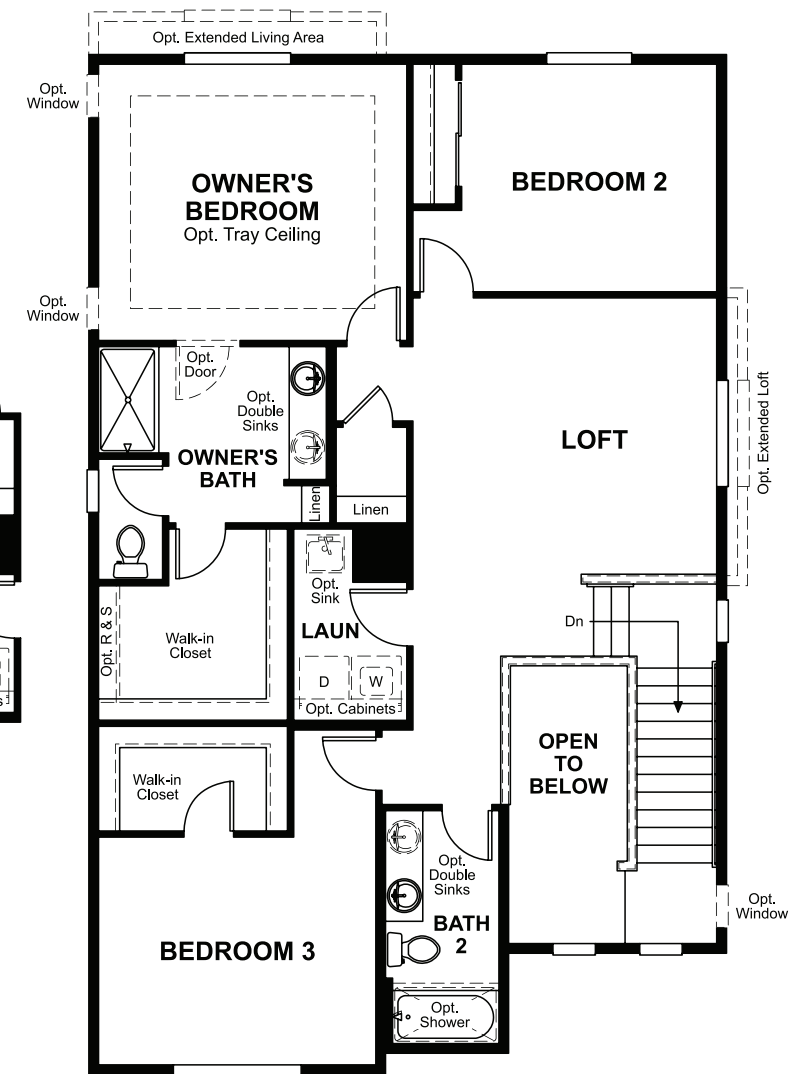 Opt. Extended Living Area
Opt.
Window
OWNER'S
BEDROOM
Opt. Tray Ceiling
BEDROOM 2
Opt.
Window
Opt.
Door
Opt.
Double
Sinks
OWNER'S
BATH
Linen
Linen
LOFT
Opt. Extended Loft
Opt.
Sink
LAUN
D
W
Opt. Cabinets
Opt. R & S
Walk-in
Closet
Dn
OPEN
TO
BELOW
Walk-in
Closet
Opt.
Double
Sinks
BATH
2
Opt.
Shower
BEDROOM 3
Opt.
Window
s